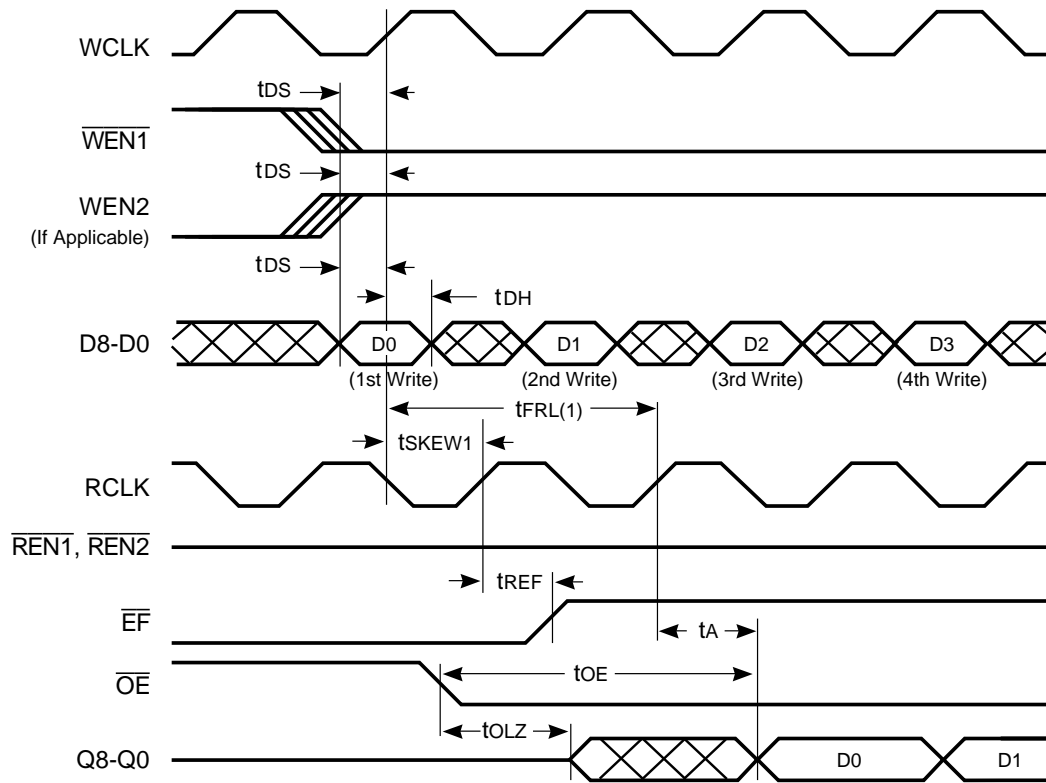 WCLK
tDS
WEN1
tDS
WEN2
(If Applicable)
tDS
tDH
D8-D0
D0
D1
D2
D3
(1st Write)
(2nd Write)
(3rd Write)
(4th Write)
tFRL(1)
tSKEW1
RCLK
REN1, REN2
tREF
EF
tA
OE
tOE
tOLZ
Q8-Q0
D0
D1